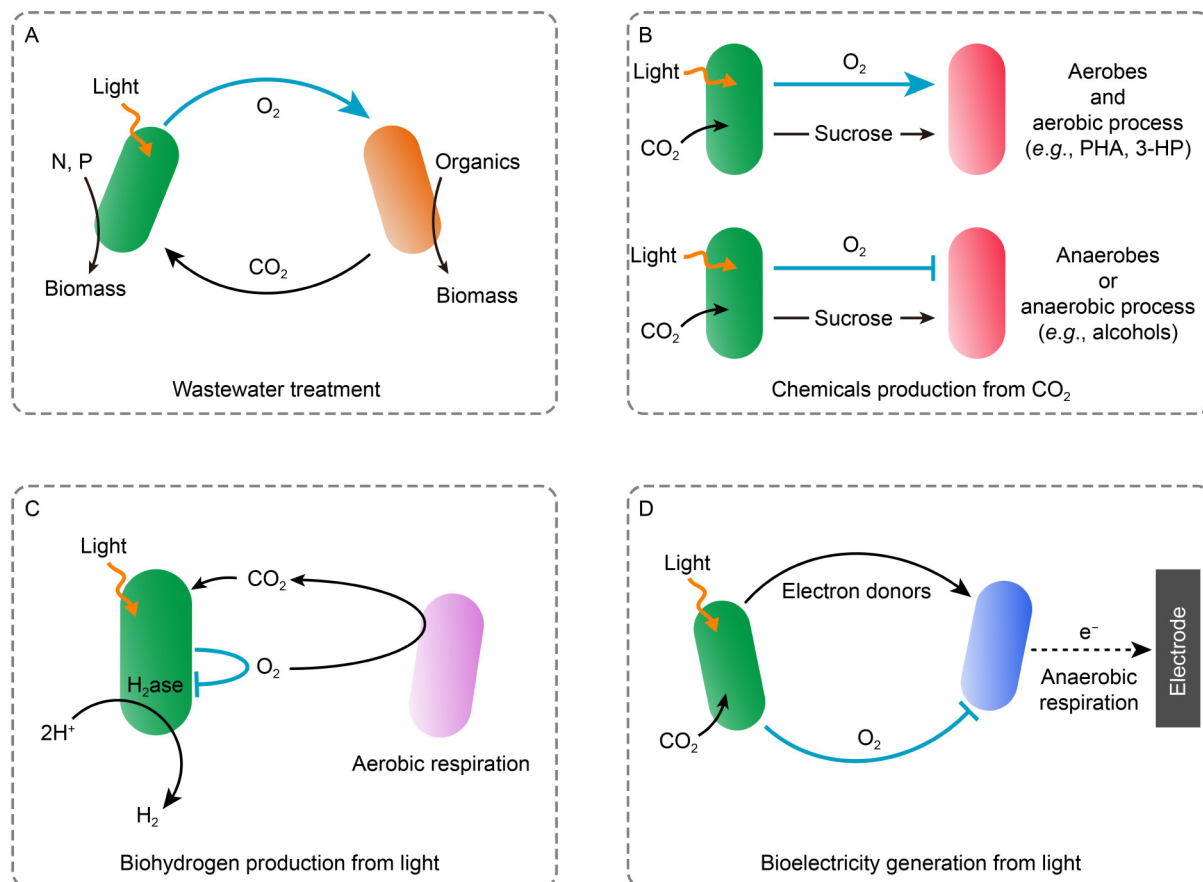 A
Light
O₂
N, P
Organics
CO₂
Biomass
Biomass
Wastewater treatment
B
Light
O₂
CO₂
Sucrose
Aerobes
and
aerobic process
(e.g., PHA, 3-HP)
Light
O₂
CO₂
Sucrose
Anaerobes
or
anaerobic process
(e.g., alcohols)
Chemicals production from CO₂
C
Light
CO₂
O₂
H₂ase
2H⁺
H₂
Aerobic respiration
Biohydrogen production from light
D
Light
Electron donors
e⁻
Anaerobic
respiration
Electrode
CO₂
O₂
Bioelectricity generation from light